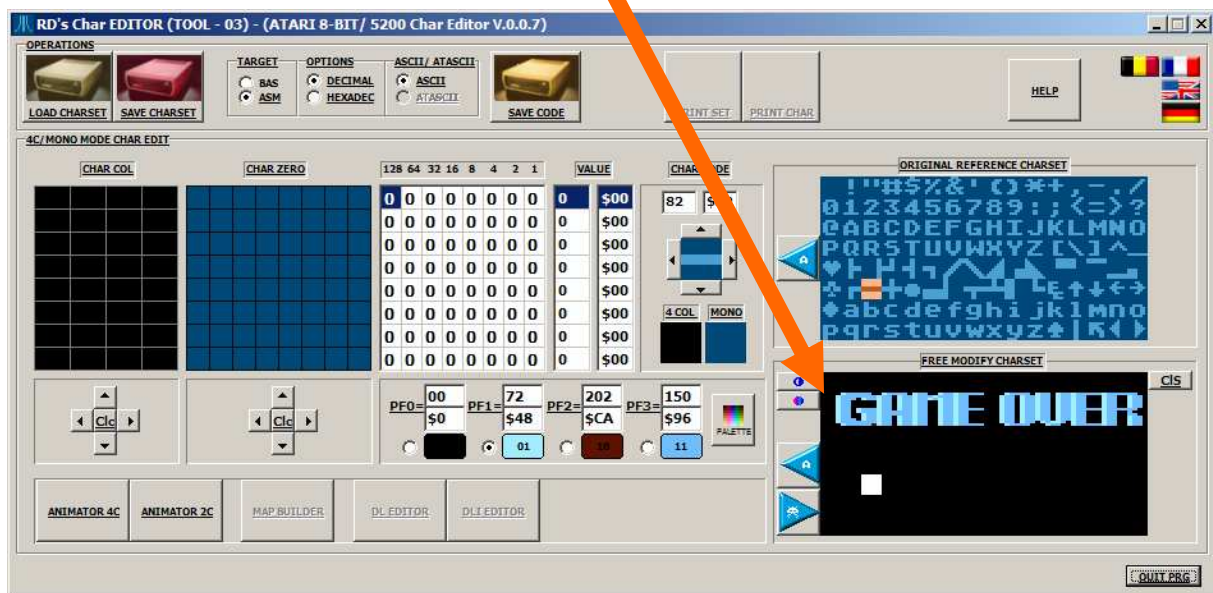 RD's Char EDITOR (TOOL - 03) - (ATARI 8-BIT/ 5200 Char Editor V.0.0.7)
OPERATIONS
TARGET OPTIONS ASCII/ ATASCII
BAS DECIMAL ASCII
ASM HEXADEC ATASCII
LOAD CHARSET SAVE CHARSET SAVE CODE PRINT SET PRINT CHAR HELP
4C/MONO MODE CHAR EDIT
CHAR COL CHAR ZERO 128 64 32 16 8 4 2 1 VALUE CHAR ORIGINAL REFERENCE CHARSET
0 0 0 0 0 0 0 0 0 $00 82
0 0 0 0 0 0 0 0 0 $00
0 0 0 0 0 0 0 0 0 $00
0 0 0 0 0 0 0 0 0 $00
0 0 0 0 0 0 0 0 0 $00
0 0 0 0 0 0 0 0 0 $00
0 0 0 0 0 0 0 0 0 $00
0 0 0 0 0 0 0 0 0 $00
4 COL MONO
A
!"#$%&'()*+,-./
0123456789:;<=>?
@ABCDEFGHIJKLMNO
PQRSTUVWXYZ[\]^_
abcdefghijklmno
pqrstuvwxyz
FREE MODIFY CHARSET
ClS
GAME OVER
A
Clc Clc
PF0= 00 PF1= 72 PF2= 202 PF3= 150
$0 $48 $CA $96
01 10 11
PALETTE
ANIMATOR 4C ANIMATOR 2C MAP BUILDER DL EDITOR DLI EDITOR
QUIT PRG